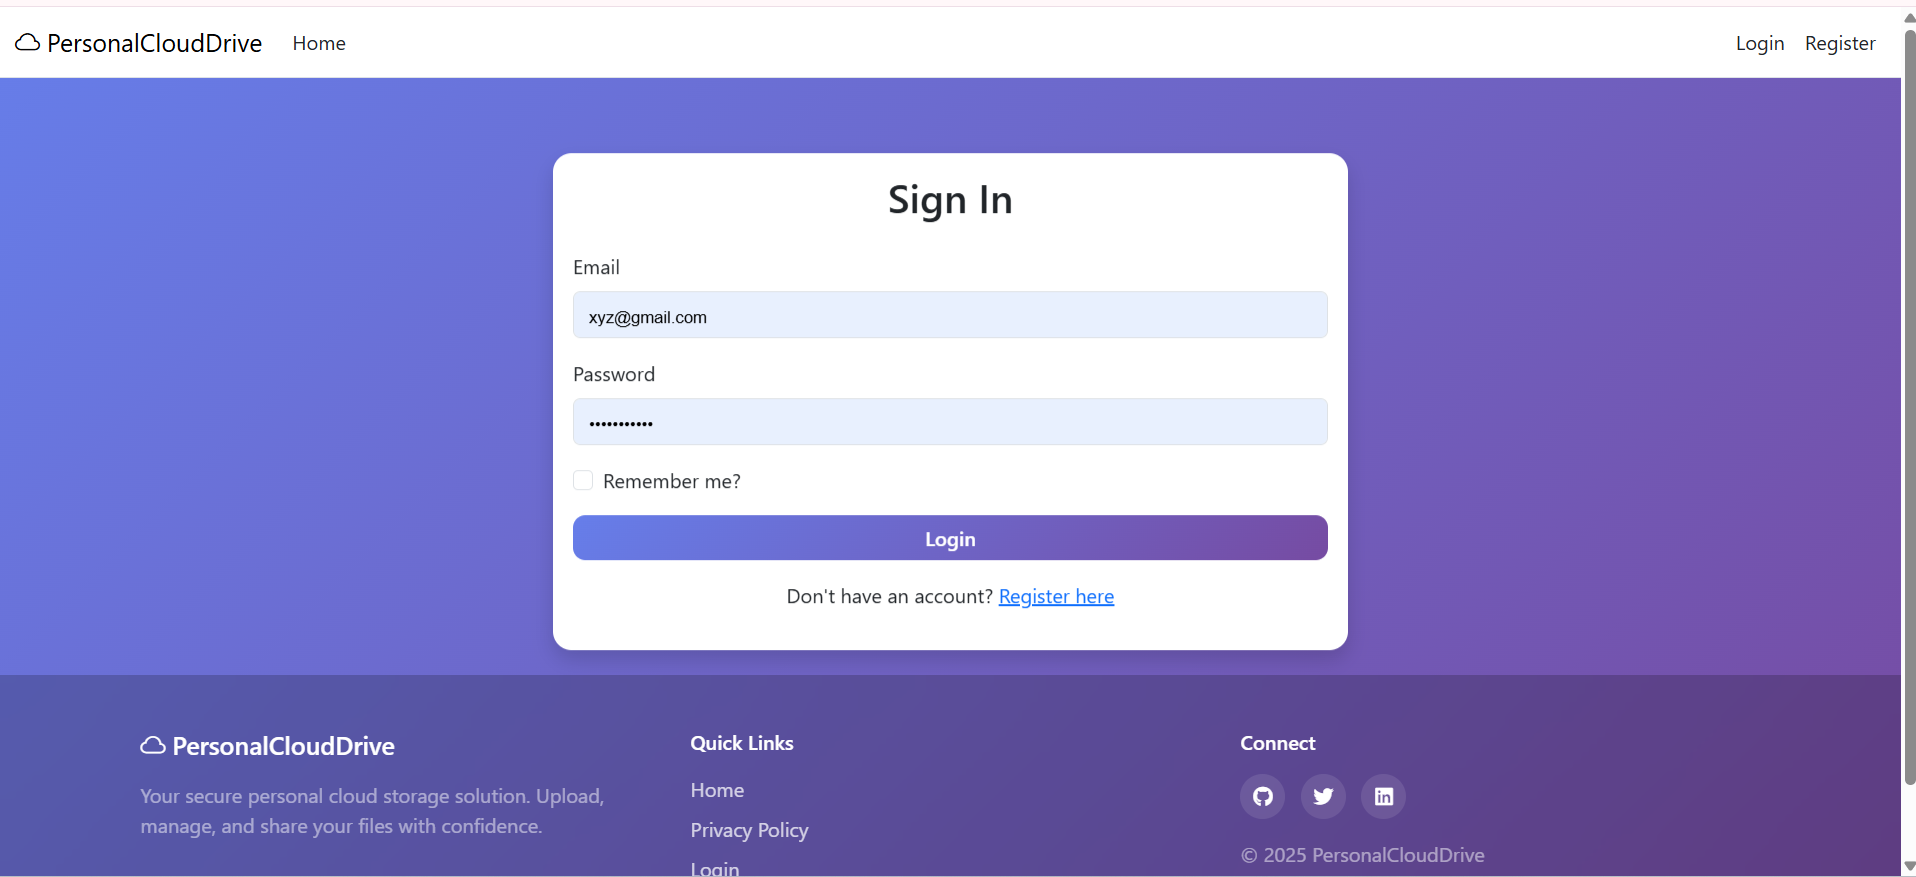 PersonalCloudDrive
Home
Login
Register
Sign In
Email
xyz@gmail.com
Password
•••••••••••
Remember me?
Login
Don't have an account? Register here
PersonalCloudDrive
Your secure personal cloud storage solution. Upload,
manage, and share your files with confidence.
Quick Links
Home
Privacy Policy
Login
Connect
© 2025 PersonalCloudDrive